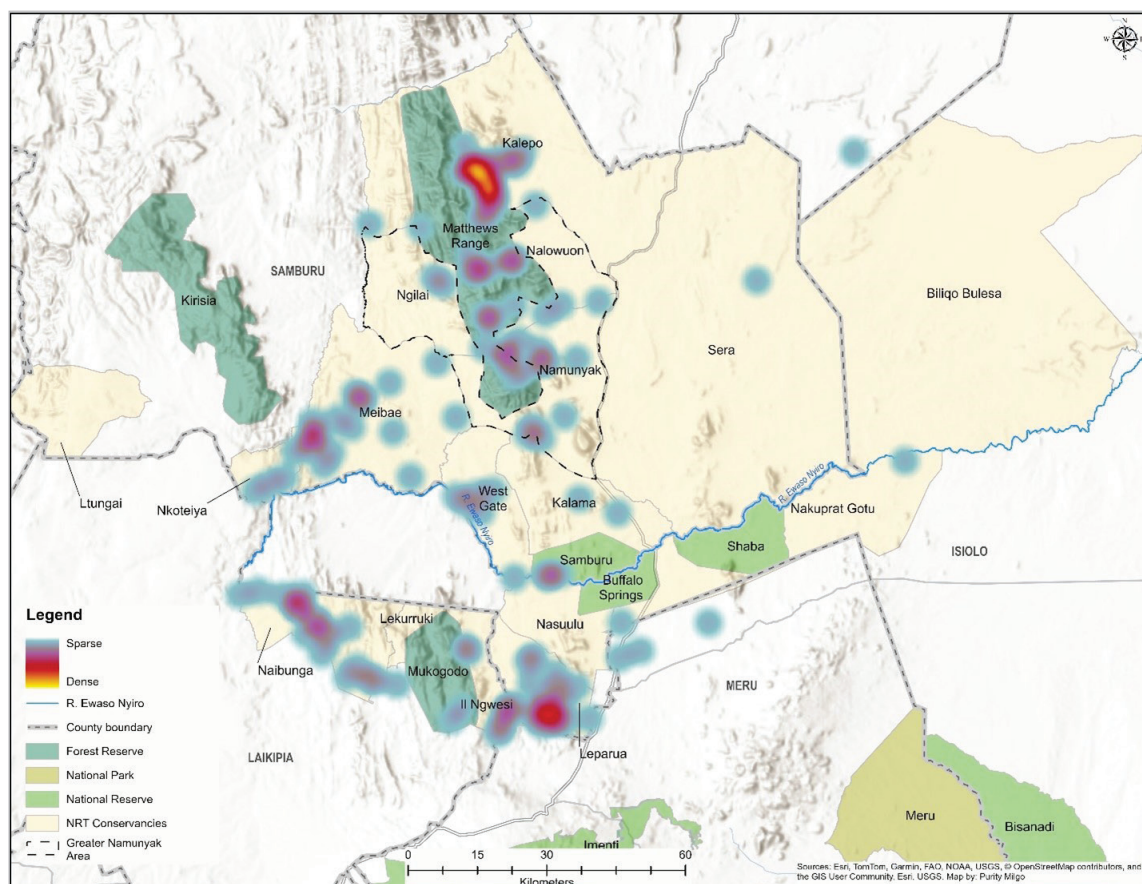 N
W E
S
Kalepo
Matthews
Range
Nalowuon
SAMBURU
Ngilai
Kirisia
Biliqo Bulesa
Sera
Namunyak
Meibae
Ltungai
Nkoteiya
West
Gate
R. Ewaso Nyiro
Kalama
R. Ewaso Nyiro
Nakuprat Gotu
Shaba
ISIOLO
Samburu
Buffalo
Springs
Lekurruki
Nasuulu
Naibunga
Mukogodo
Il Ngwesi
MERU
LAIKIPIA
Leparua
Meru
Bisanadi
Imenti
Legend
Sparse
Dense
R. Ewaso Nyiro
County boundary
Forest Reserve
National Park
National Reserve
NRT Conservancies
Greater Namunyak
Area
0 15 30 60
Kilometers
Sources: Esri, TomTom, Garmin, FAO, NOAA, USGS, © OpenStreetMap contributors, and
the GIS User Community. Esri. USGS. Map by: Purity Milgo